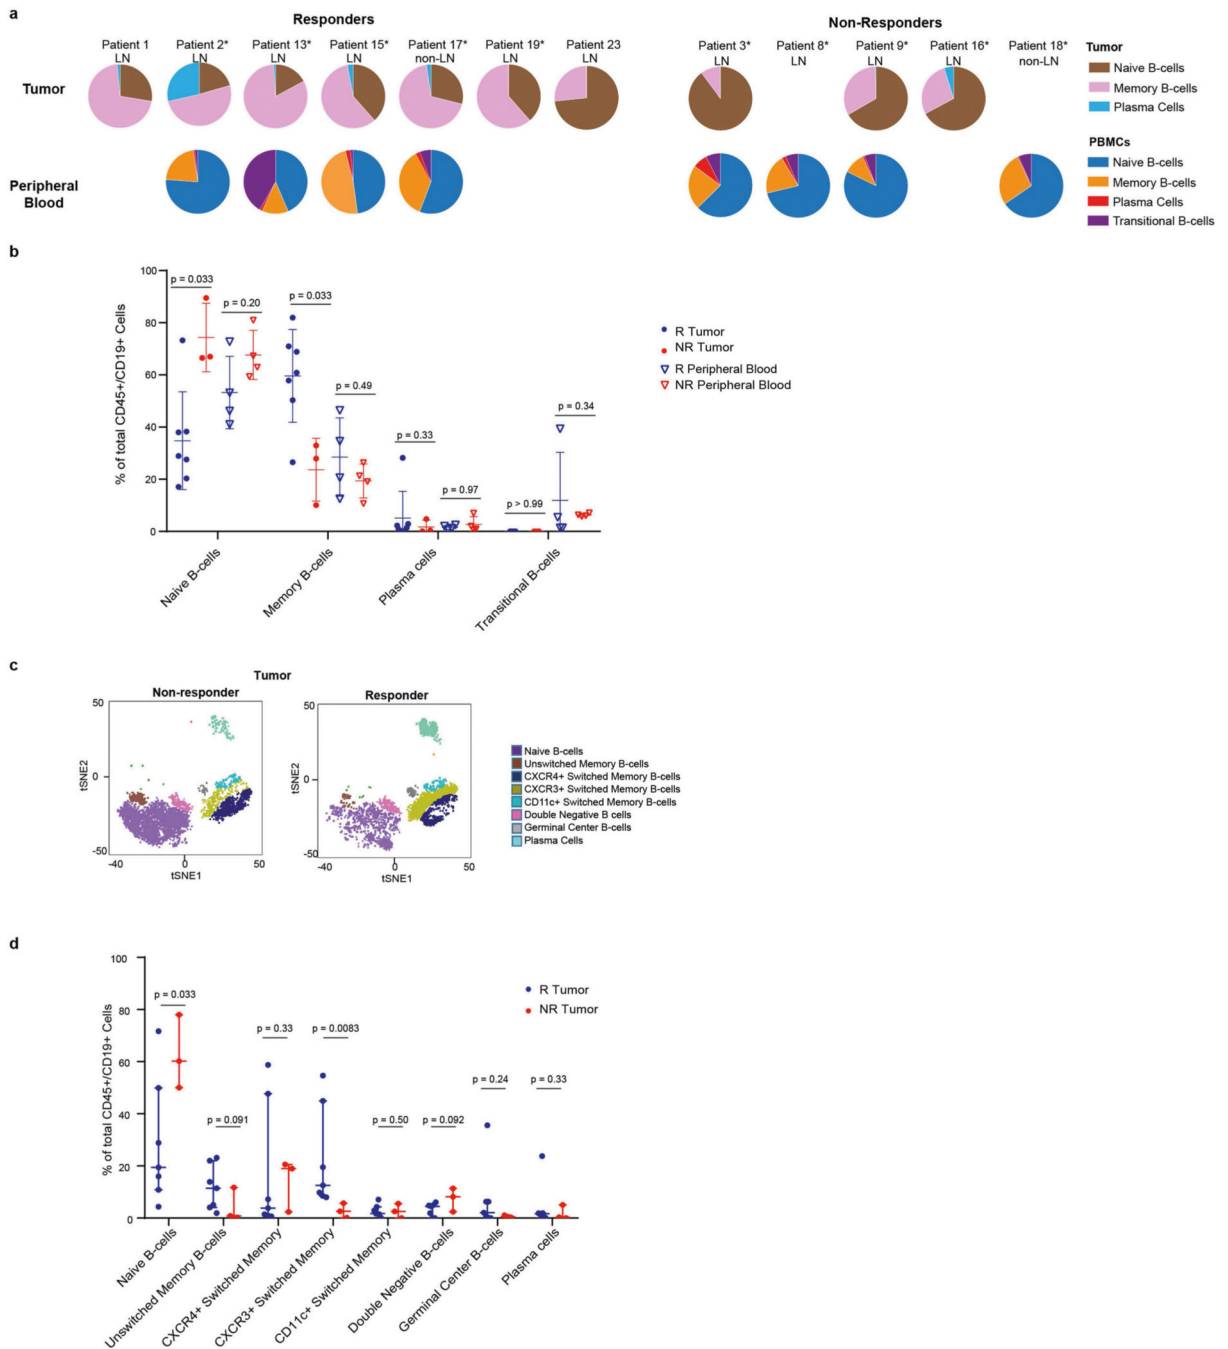 a
Responders
Non-Responders
Patient 1
LN
Patient 2*
LN
Patient 13*
LN
Patient 15*
LN
Patient 17*
non-LN
Patient 19*
LN
Patient 23
LN
Patient 3*
LN
Patient 8*
LN
Patient 9*
LN
Patient 16*
LN
Patient 18*
non-LN
Tumor
Peripheral
Blood
Tumor
Naive B-cells
Memory B-cells
Plasma Cells
PBMCs
Naive B-cells
Memory B-cells
Plasma Cells
Transitional B-cells
b
% of total CD45+/CD19+ Cells
100
80
60
40
20
0
p = 0.033
p = 0.20
p = 0.033
p = 0.49
p = 0.33
p = 0.97
p > 0.99
p = 0.34
Naive B-cells
Memory B-cells
Plasma cells
Transitional B-cells
R Tumor
NR Tumor
R Peripheral Blood
NR Peripheral Blood
c
Tumor
Non-responder
Responder
50
0
-50
tSNE2
-40
0
50
tSNE1
50
0
-50
tSNE2
-40
0
50
tSNE1
Naive B-cells
Unswitched Memory B-cells
CXCR4+ Switched Memory B-cells
CXCR3+ Switched Memory B-cells
CD11c+ Switched Memory B-cells
Double Negative B cells
Germinal Center B-cells
Plasma Cells
d
% of total CD45+/CD19+ Cells
100
80
60
40
20
0
p = 0.033
p = 0.091
p = 0.33
p = 0.0083
p = 0.50
p = 0.092
p = 0.24
p = 0.33
R Tumor
NR Tumor
Naive B-cells
Unswitched Memory B-cells
CXCR4+ Switched Memory
CXCR3+ Switched Memory
CD11c+ Switched Memory
Double Negative B-cells
Germinal Center B-cells
Plasma cells